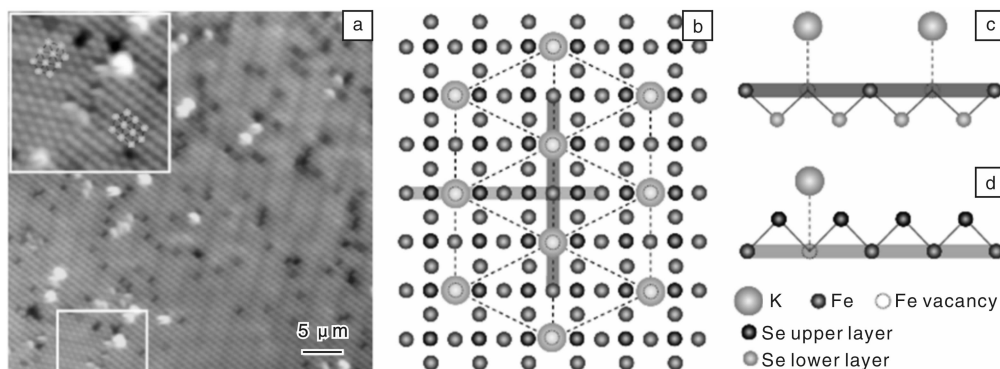 a
b
c
d
5 μm
K
Fe
Fe vacancy
Se upper layer
Se lower layer